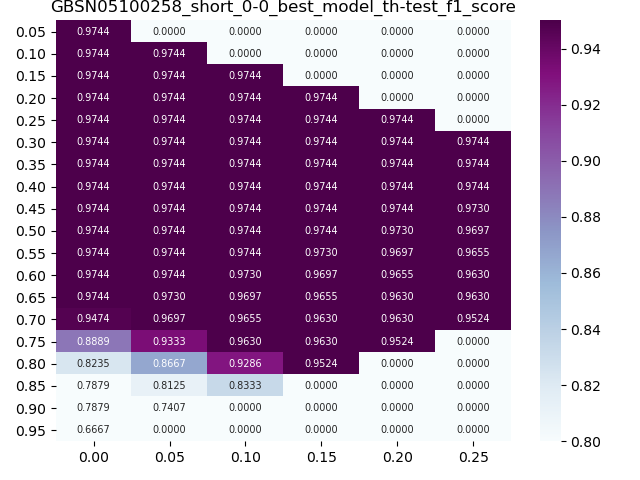 GBSN05100258_short_0-0_best_model_th-test_f1_score
0.05 0.9744 0.0000 0.0000 0.0000 0.0000 0.0000
0.10 0.9744 0.9744 0.0000 0.0000 0.0000 0.0000
0.15 0.9744 0.9744 0.9744 0.0000 0.0000 0.0000
0.20 0.9744 0.9744 0.9744 0.9744 0.0000 0.0000
0.25 0.9744 0.9744 0.9744 0.9744 0.9744 0.0000
0.30 0.9744 0.9744 0.9744 0.9744 0.9744 0.9744
0.35 0.9744 0.9744 0.9744 0.9744 0.9744 0.9744
0.40 0.9744 0.9744 0.9744 0.9744 0.9744 0.9744
0.45 0.9744 0.9744 0.9744 0.9744 0.9744 0.9730
0.50 0.9744 0.9744 0.9744 0.9744 0.9730 0.9697
0.55 0.9744 0.9744 0.9744 0.9730 0.9697 0.9655
0.60 0.9744 0.9744 0.9730 0.9697 0.9655 0.9630
0.65 0.9744 0.9730 0.9697 0.9655 0.9630 0.9630
0.70 0.9474 0.9697 0.9655 0.9630 0.9630 0.9524
0.75 0.8889 0.9333 0.9630 0.9630 0.9524 0.0000
0.80 0.8235 0.8667 0.9286 0.9524 0.0000 0.0000
0.85 0.7879 0.8125 0.8333 0.0000 0.0000 0.0000
0.90 0.7879 0.7407 0.0000 0.0000 0.0000 0.0000
0.95 0.6667 0.0000 0.0000 0.0000 0.0000 0.0000
0.00 0.05 0.10 0.15 0.20 0.25
0.94
0.92
0.90
0.88
0.86
0.84
0.82
0.80